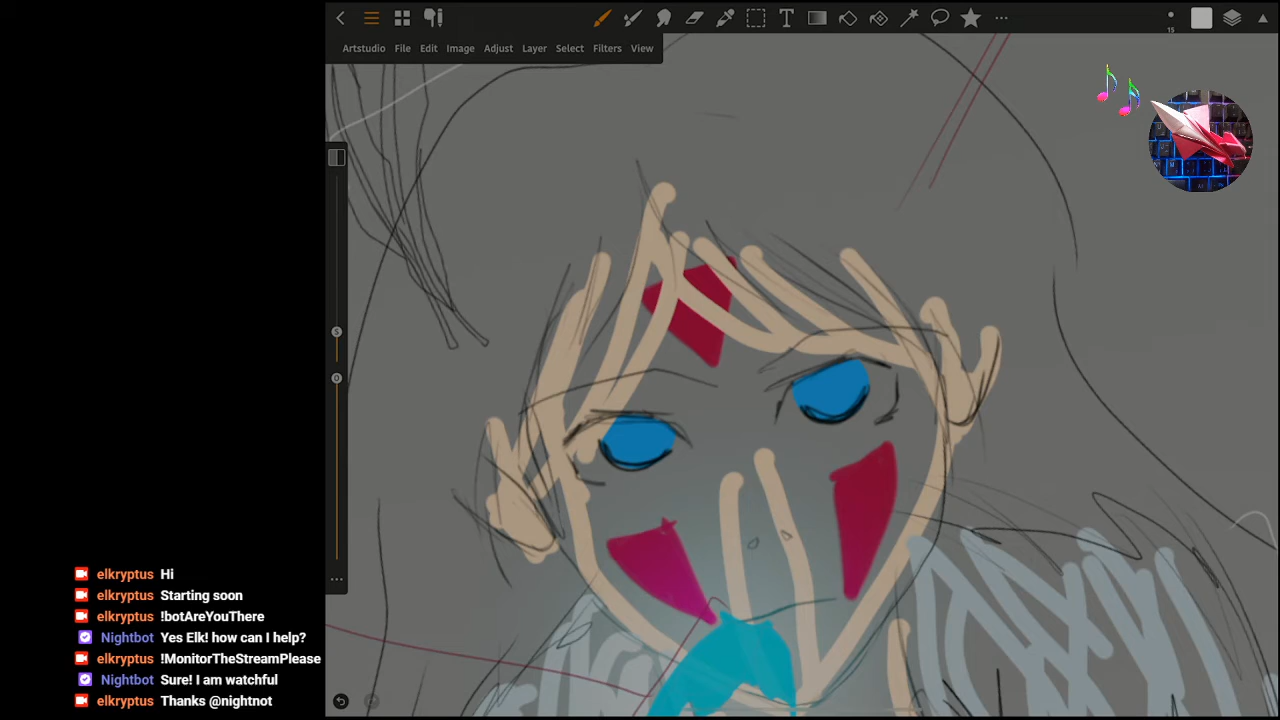 15
Artstudio File Edit Image Adjust Layer Select Filters View
S
O
elkryptus Hi
elkryptus Starting soon
elkryptus !botAreYouThere
Nightbot Yes Elk! how can I help?
elkryptus !MonitorTheStreamPlease
Nightbot Sure! I am watchful
elkryptus Thanks @nightnot